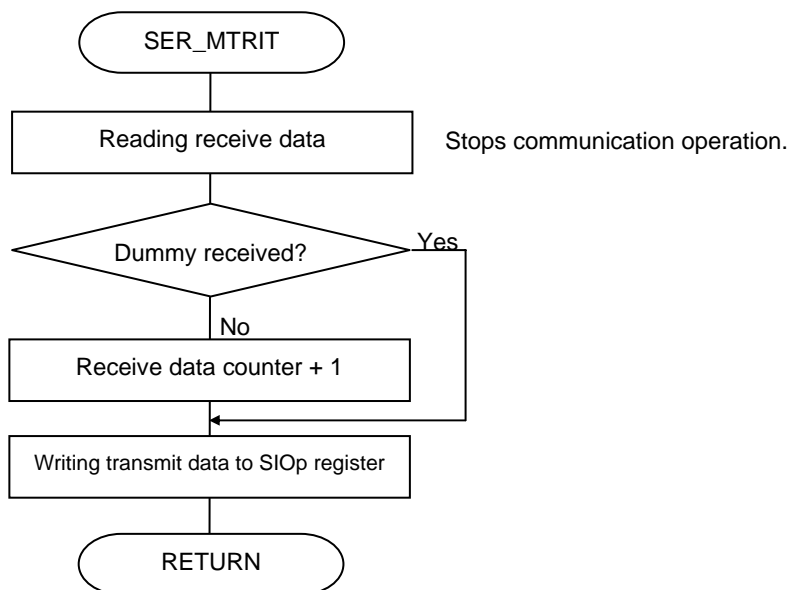 SER_MTRIT
Reading receive data
Stops communication operation.
Dummy received?
Yes
No
Receive data counter + 1
Writing transmit data to SIOp register
RETURN